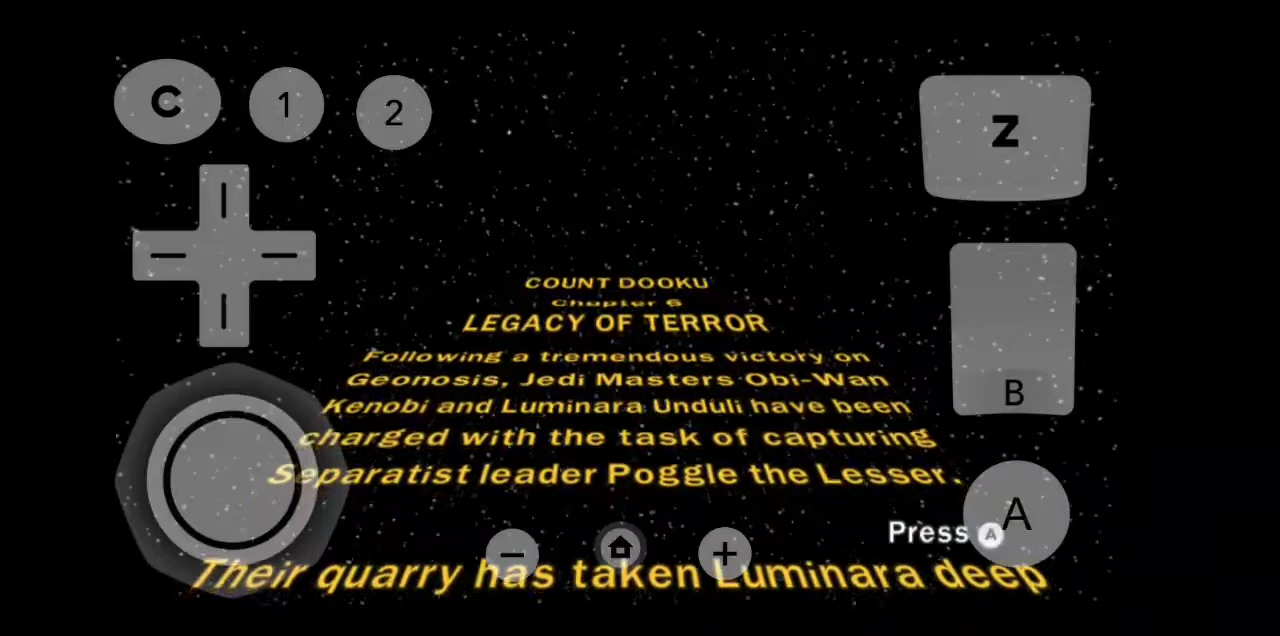 C
1
2
Z
COUNT DOOKU
Chapter 6
LEGACY OF TERROR
Following a tremendous victory on
Geonosis, Jedi Masters Obi-Wan
Kenobi and Luminara Unduli have been
charged with the task of capturing
Separatist leader Poggle the Lesser.
Their quarry has taken Luminara deep
B
A
Press A